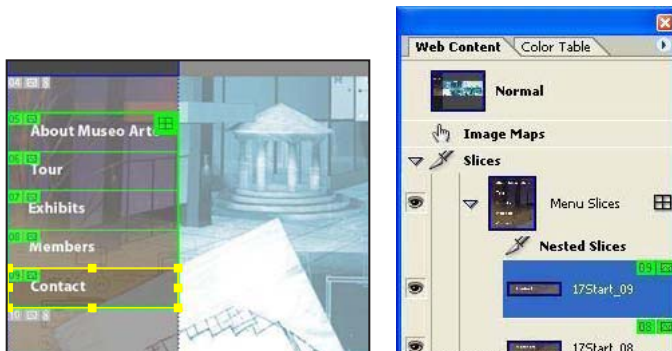 04
05
About Museo Arte
06
Tour
07
Exhibits
08
Members
09
Contact
10
Web Content
Color Table
Normal
Image Maps
Slices
Menu Slices
Nested Slices
09
17Start_09
08
17Start_08